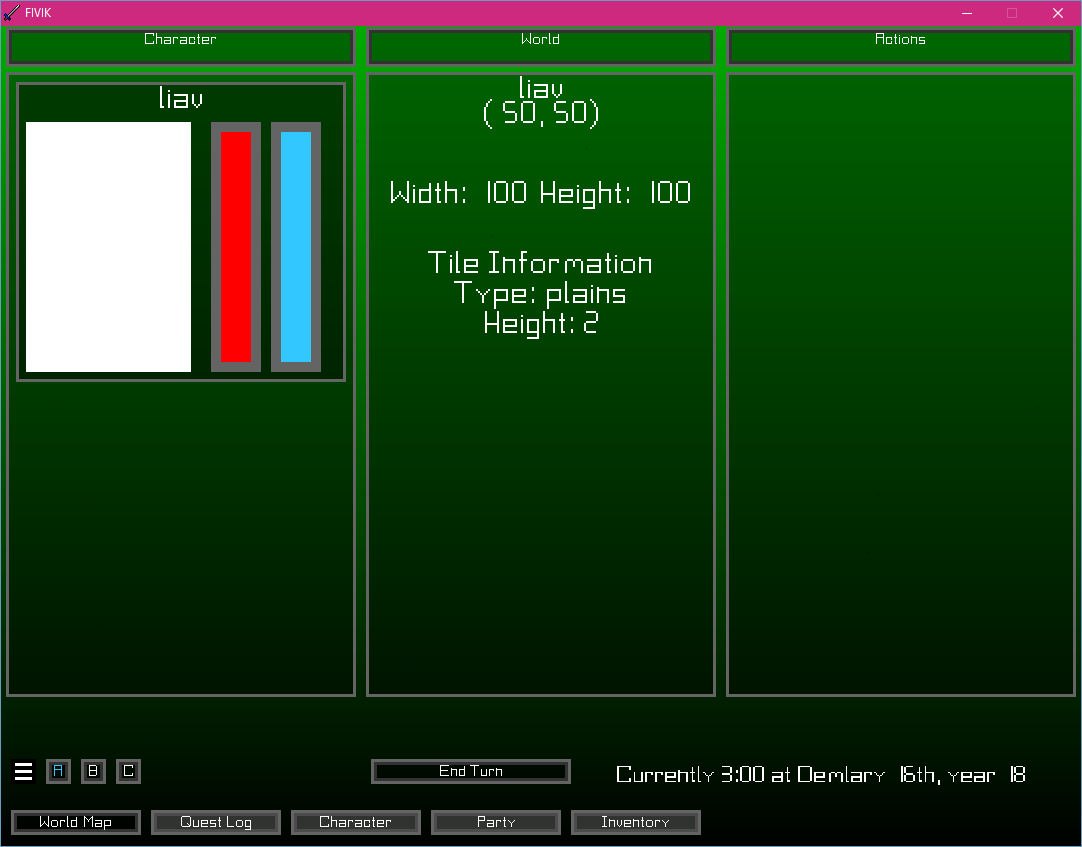 FIVIK
Character
World
Actions
liav
liav
( 50, 50)
Width: 100 Height: 100
Tile Information
Type: plains
Height: 2
A
B
C
End Turn
Currently 3:00 at Demlary 16th, year 18
World Map
Quest Log
Character
Party
Inventory